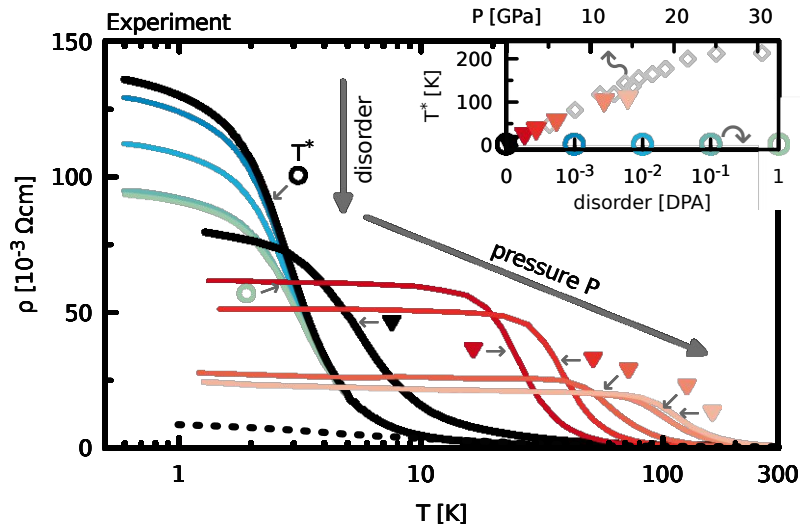 Experiment
P [GPa]
10
20
30
T* [K]
200
100
0
0
10-3
10-2
10-1
1
disorder [DPA]
ρ [10-3 Ωcm]
150
100
50
0
T*
disorder
pressure P
1
10
100
300
T [K]